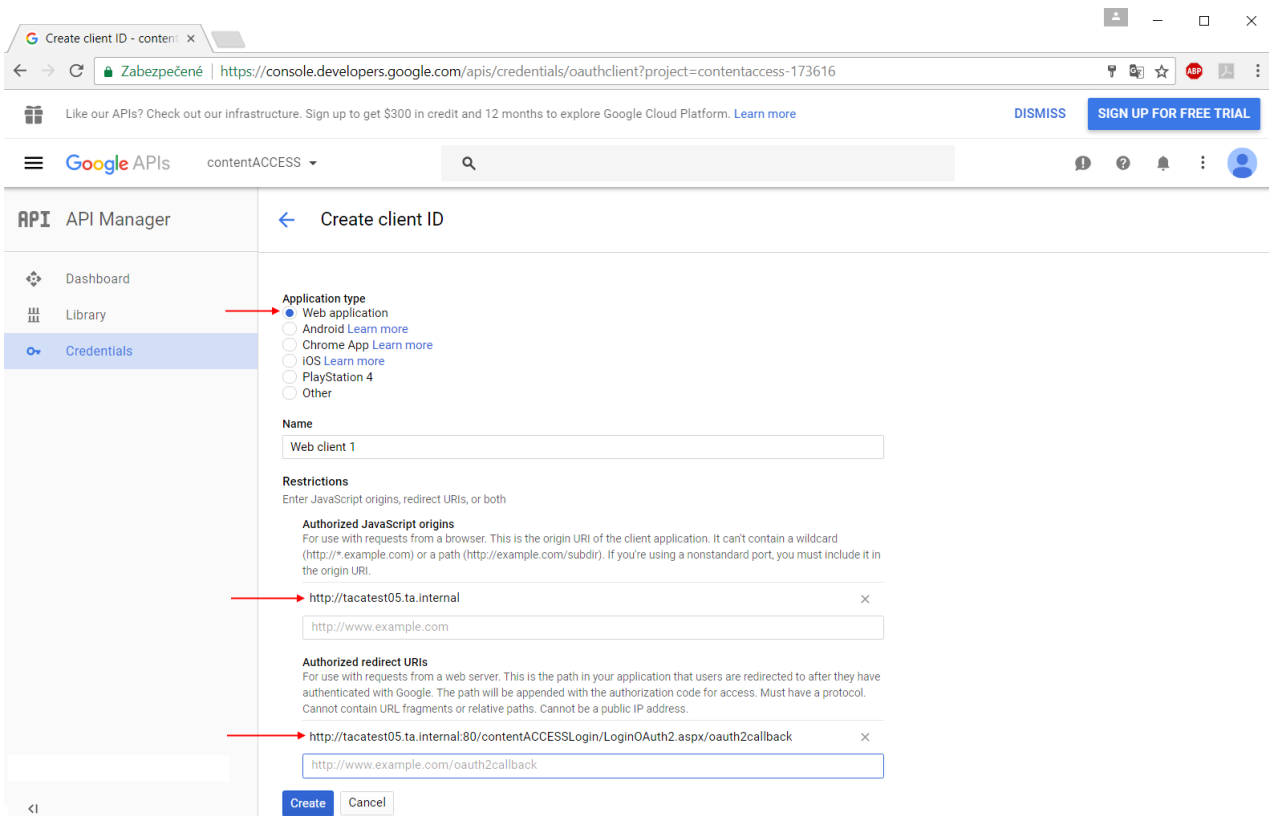 Create client ID - content
Zabezpečené | https://console.developers.google.com/apis/credentials/oauthclient?project=contentaccess-173616
ABP
Like our APIs? Check out our infrastructure. Sign up to get $300 in credit and 12 months to explore Google Cloud Platform. Learn more
DISMISS
SIGN UP FOR FREE TRIAL
Google APIs
contentACCESS
API API Manager
Create client ID
Dashboard
Library
Credentials
Application type
Web application
Android Learn more
Chrome App Learn more
iOS Learn more
PlayStation 4
Other
Name
Web client 1
Restrictions
Enter JavaScript origins, redirect URIs, or both
Authorized JavaScript origins
For use with requests from a browser. This is the origin URI of the client application. It can't contain a wildcard
(http://*.example.com) or a path (http://example.com/subdir). If you're using a nonstandard port, you must include it in
the origin URI.
http://tacatest05.ta.internal
http://www.example.com
Authorized redirect URIs
For use with requests from a web server. This is the path in your application that users are redirected to after they have
authenticated with Google. The path will be appended with the authorization code for access. Must have a protocol.
Cannot contain URL fragments or relative paths. Cannot be a public IP address.
http://tacatest05.ta.internal:80/contentACCESSLogin/LoginOAuth2.aspx/oauth2callback
http://www.example.com/oauth2callback
Create
Cancel